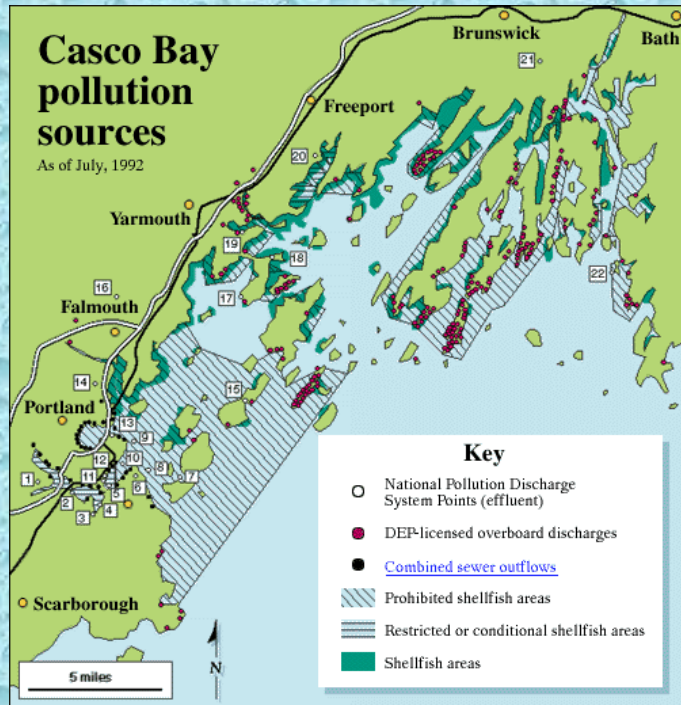 Casco Bay
pollution
sources
As of July, 1992
Brunswick
Bath
21
Freeport
20
Yarmouth
19
18
17
16
22
Falmouth
14
15
Portland
13
9
12
10
8
7
1
11
5
6
2
4
3
Scarborough
5 miles
N
Key
National Pollution Discharge
System Points (effluent)
DEP-licensed overboard discharges
Combined sewer outflows
Prohibited shellfish areas
Restricted or conditional shellfish areas
Shellfish areas